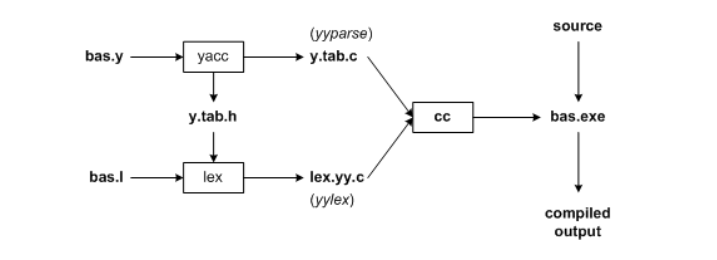 source
(yyparse)
bas.y
yacc
y.tab.c
y.tab.h
cc
bas.exe
bas.l
lex
lex.yy.c
(yylex)
compiled
output